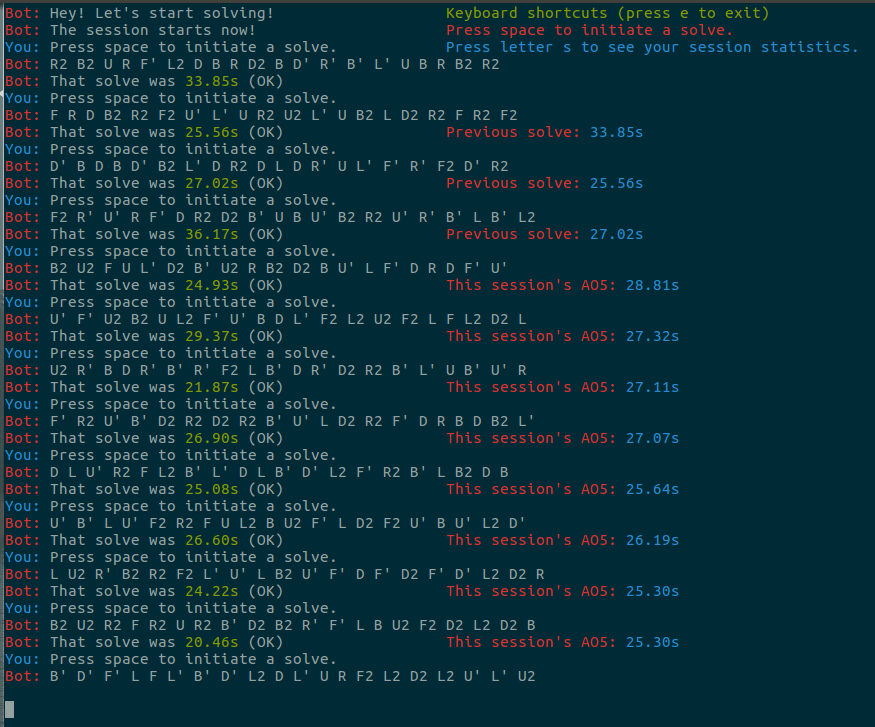 Bot: Hey! Let's start solving! Keyboard shortcuts (press e to exit)
Bot: The session starts now! Press space to initiate a solve.
You: Press space to initiate a solve. Press letter s to see your session statistics.
Bot: R2 B2 U R F' L2 D B R D2 B D' R' B' L' U B R B2 R2
Bot: That solve was 33.85s (OK)
You: Press space to initiate a solve.
Bot: F R D B2 R2 F2 U' L' U R2 U2 L' U B2 L D2 R2 F R2 F2
Bot: That solve was 25.56s (OK) Previous solve: 33.85s
You: Press space to initiate a solve.
Bot: D' B D B D' B2 L' D R2 D L D R' U L' F' R' F2 D' R2
Bot: That solve was 27.02s (OK) Previous solve: 25.56s
You: Press space to initiate a solve.
Bot: F2 R' U' R F' D R2 D2 B' U B U' B2 R2 U' R' B' L B' L2
Bot: That solve was 36.17s (OK) Previous solve: 27.02s
You: Press space to initiate a solve.
Bot: B2 U2 F U L' D2 B' U2 R B2 D2 B U' L F' D R D F' U'
Bot: That solve was 24.93s (OK) This session's AO5: 28.81s
You: Press space to initiate a solve.
Bot: U' F' U2 B2 U L2 F' U' B D L' F2 L2 U2 F2 L F L2 D2 L
Bot: That solve was 29.37s (OK) This session's AO5: 27.32s
You: Press space to initiate a solve.
Bot: U2 R' B D R' B' R' F2 L B' D R' D2 R2 B' L' U B' U' R
Bot: That solve was 21.87s (OK) This session's AO5: 27.11s
You: Press space to initiate a solve.
Bot: F' R2 U' B' D2 R2 D2 R2 B' U' L D2 R2 F' D R B D B2 L'
Bot: That solve was 26.90s (OK) This session's AO5: 27.07s
You: Press space to initiate a solve.
Bot: D L U' R2 F L2 B' L' D L B' D' L2 F' R2 B' L B2 D B
Bot: That solve was 25.08s (OK) This session's AO5: 25.64s
You: Press space to initiate a solve.
Bot: U' B' L U' F2 R2 F U L2 B U2 F' L D2 F2 U' B U' L2 D'
Bot: That solve was 26.60s (OK) This session's AO5: 26.19s
You: Press space to initiate a solve.
Bot: L U2 R' B2 R2 F2 L' U' L B2 U' F' D F' D2 F' D' L2 D2 R
Bot: That solve was 24.22s (OK) This session's AO5: 25.30s
You: Press space to initiate a solve.
Bot: B2 U2 R2 F R2 U R2 B' D2 B2 R' F' L B U2 F2 D2 L2 D2 B
Bot: That solve was 20.46s (OK) This session's AO5: 25.30s
You: Press space to initiate a solve.
Bot: B' D' F' L F L' B' D' L2 D L' U R F2 L2 D2 L2 U' L' U2